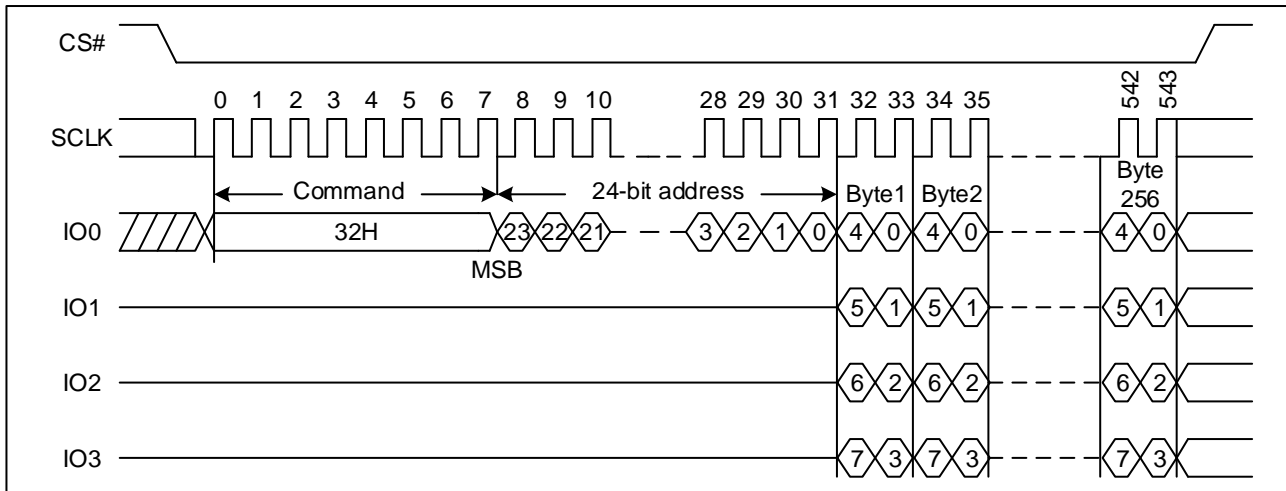 CS#
0 1 2 3 4 5 6 7 8 9 10 28 29 30 31 32 33 34 35 542 543
SCLK
Command 24-bit address Byte1 Byte2 Byte
256
IO0 32H 23 22 21 3 2 1 0 4 0 4 0 4 0
MSB
IO1 5 1 5 1 5 1
IO2 6 2 6 2 6 2
IO3 7 3 7 3 7 3